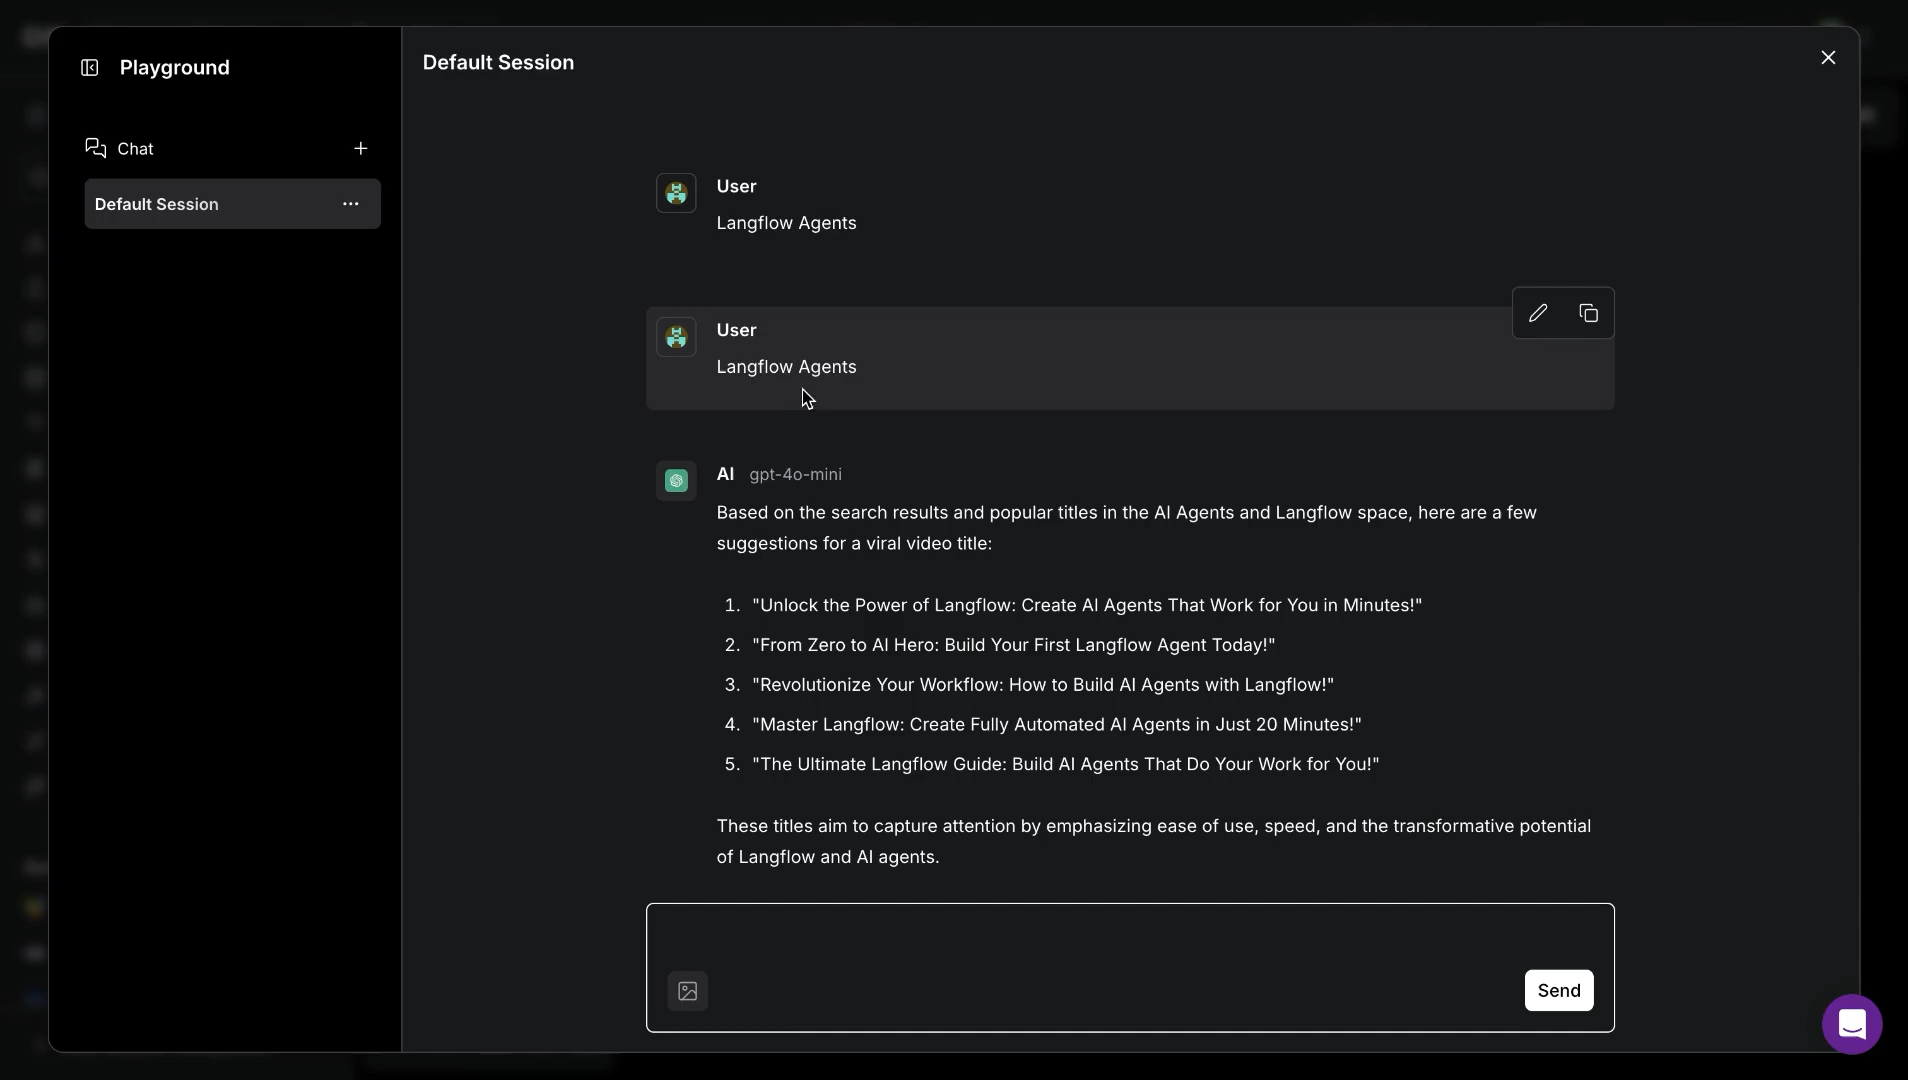 Playground
Chat
Default Session
Default Session
User
Langflow Agents
User
Langflow Agents
AI gpt-4o-mini
Based on the search results and popular titles in the AI Agents and Langflow space, here are a few
suggestions for a viral video title:
1. "Unlock the Power of Langflow: Create AI Agents That Work for You in Minutes!"
2. "From Zero to AI Hero: Build Your First Langflow Agent Today!"
3. "Revolutionize Your Workflow: How to Build AI Agents with Langflow!"
4. "Master Langflow: Create Fully Automated AI Agents in Just 20 Minutes!"
5. "The Ultimate Langflow Guide: Build AI Agents That Do Your Work for You!"
These titles aim to capture attention by emphasizing ease of use, speed, and the transformative potential
of Langflow and AI agents.
Send